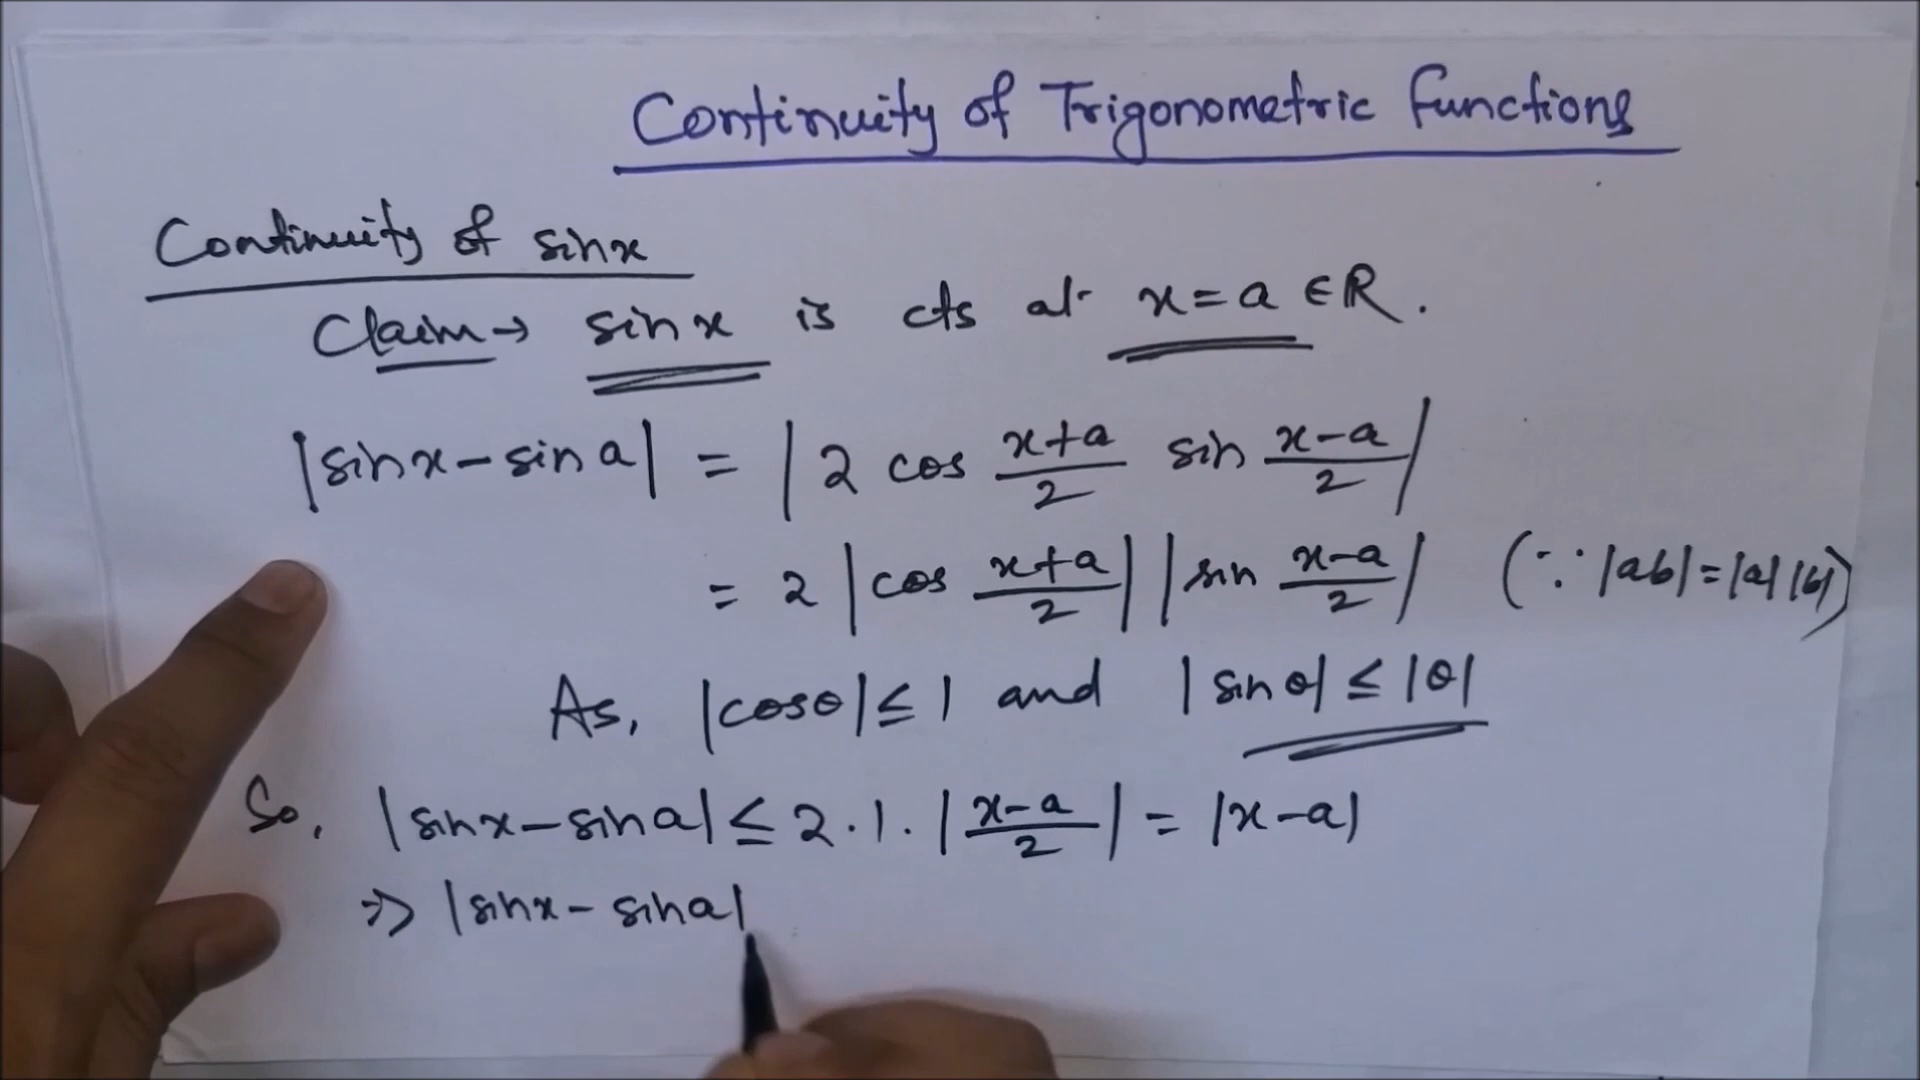 Continuity of Trigonometric functions
Continuity of sinx
Claim → sinx is cts at x=a ∈ R.
|sinx-sina| = |2 cos (x+a)/2 sin (x-a)/2|
= 2 |cos (x+a)/2| |sin (x-a)/2| (∵ |ab|=|a||b|)
As, |cosθ|≤1 and |sinθ| ≤ |θ|
So, |sinx-sina| ≤ 2.1.|(x-a)/2| = |x-a|
⇒ |sinx-sina|